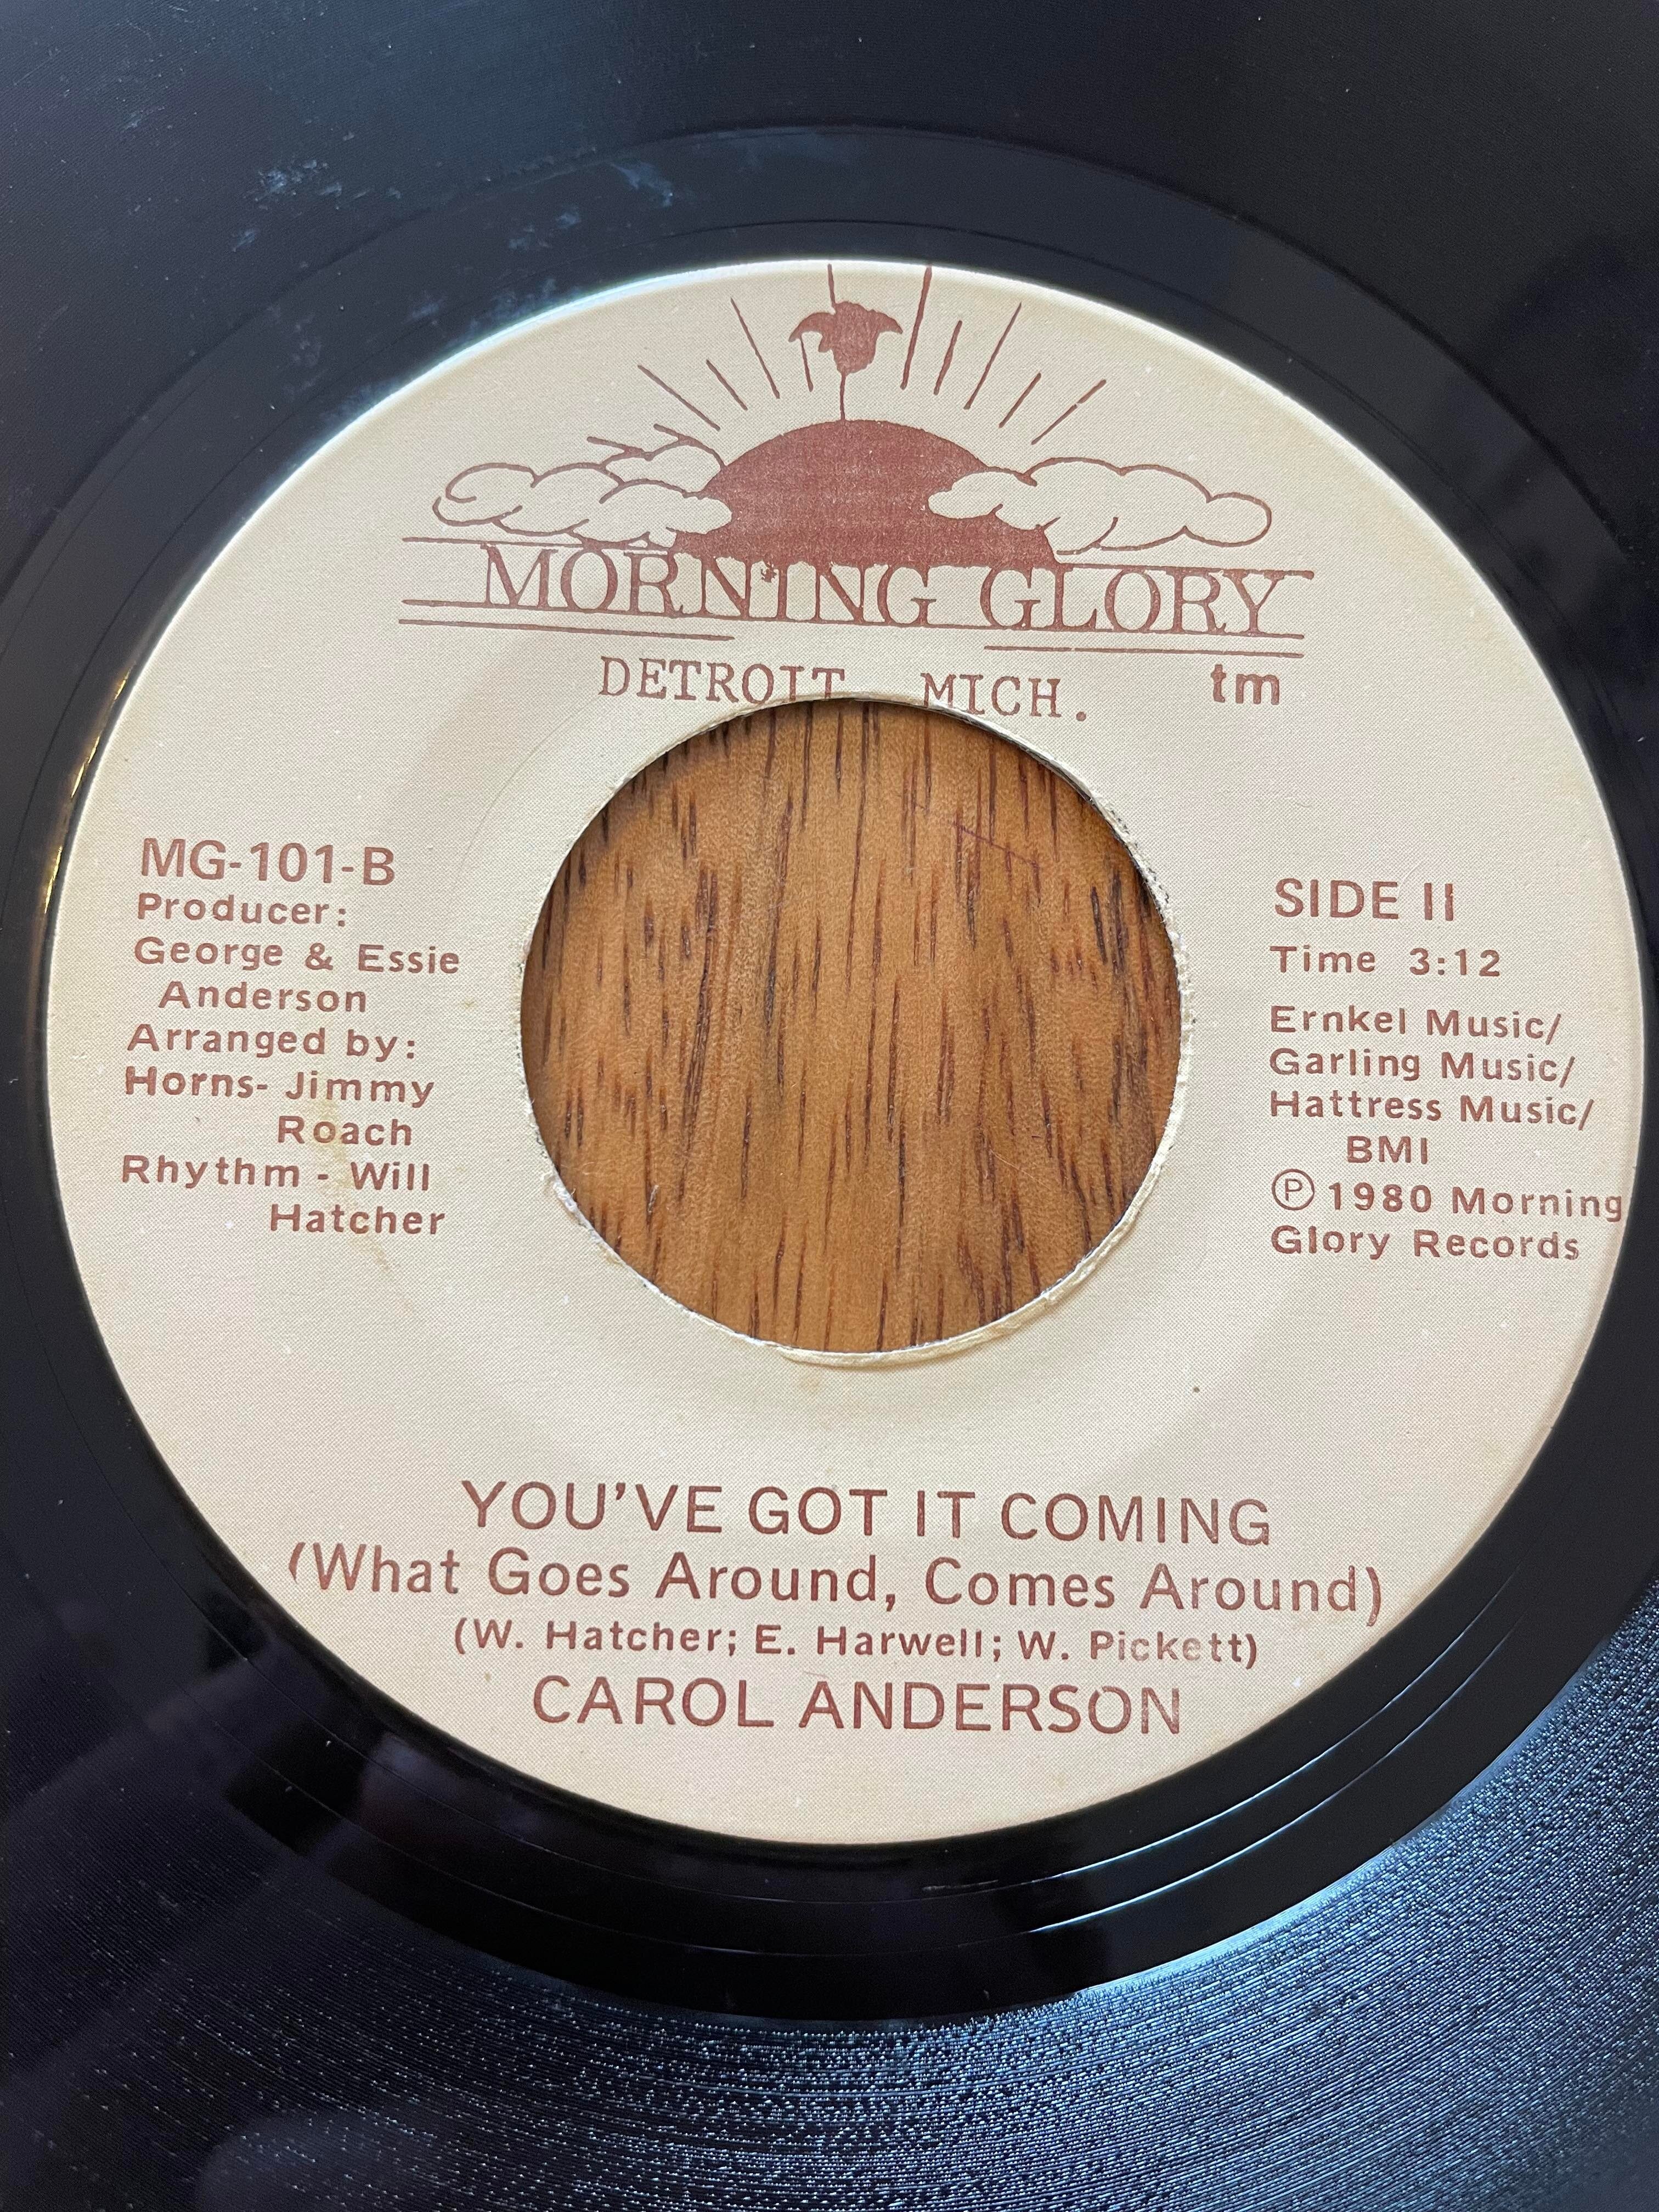 MORNING GLORY
DETROIT MICH.
tm
MG-101-B
Producer:
George & Essie
Anderson
Arranged by:
Horns- Jimmy
Roach
Rhythm - Will
Hatcher
SIDE II
Time 3:12
Ernkel Music/
Garling Music/
Hattress Music/
BMI
Ⓟ 1980 Morning
Glory Records
YOU'VE GOT IT COMING
(What Goes Around, Comes Around)
(W. Hatcher; E. Harwell; W. Pickett)
CAROL ANDERSON